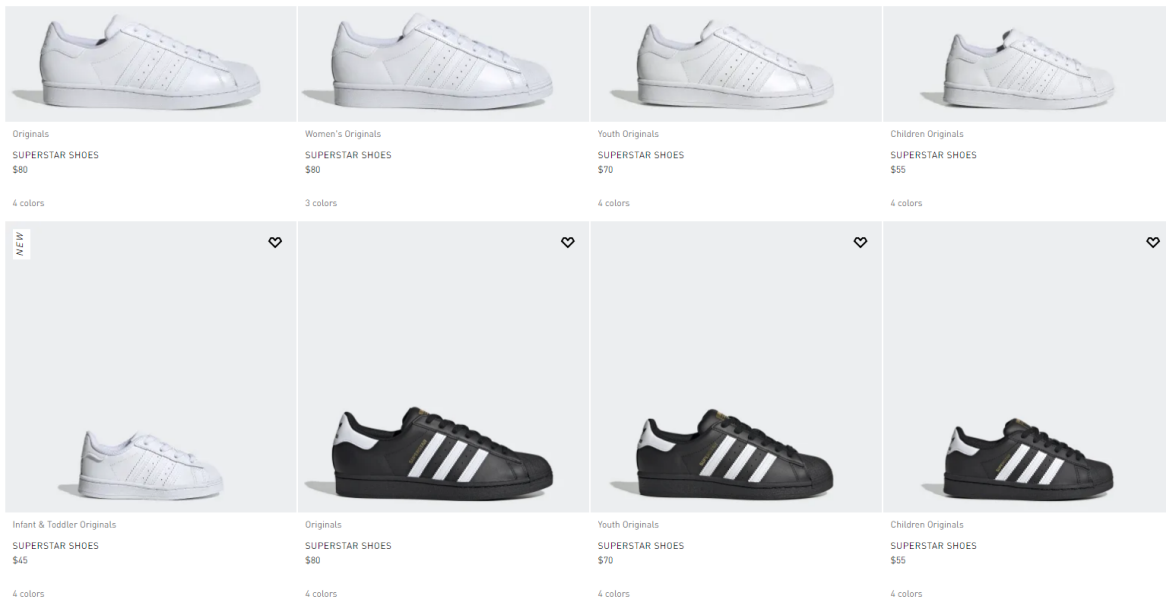 Originals
SUPERSTAR SHOES
$80
4 colors
Women's Originals
SUPERSTAR SHOES
$80
3 colors
Youth Originals
SUPERSTAR SHOES
$70
4 colors
Children Originals
SUPERSTAR SHOES
$55
4 colors
NEW
Infant & Toddler Originals
SUPERSTAR SHOES
$45
4 colors
Originals
SUPERSTAR SHOES
$80
4 colors
Youth Originals
SUPERSTAR SHOES
$70
4 colors
Children Originals
SUPERSTAR SHOES
$55
4 colors